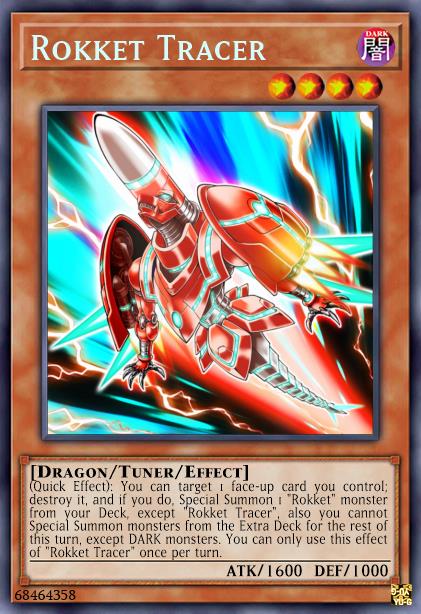 Rokket Tracer
DARK
闇
[Dragon/Tuner/Effect]
(Quick Effect): You can target 1 face-up card you control;
destroy it, and if you do, Special Summon 1 "Rokket" monster
from your Deck, except "Rokket Tracer", also you cannot
Special Summon monsters from the Extra Deck for the rest of
this turn, except DARK monsters. You can only use this effect
of "Rokket Tracer" once per turn.
ATK/1600 DEF/1000
68464358